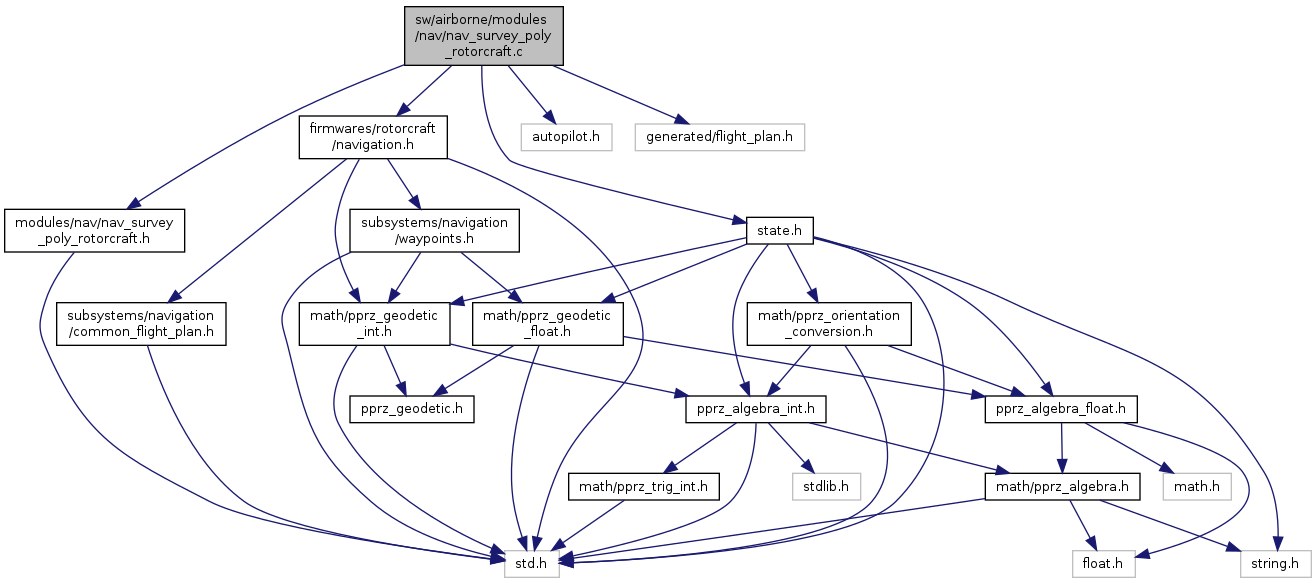 sw/airborne/modules
/nav/nav_survey_poly
_rotorcraft.c
firmwares/rotorcraft
/navigation.h
autopilot.h
generated/flight_plan.h
modules/nav/nav_survey
_poly_rotorcraft.h
subsystems/navigation
/waypoints.h
state.h
subsystems/navigation
/common_flight_plan.h
math/pprz_geodetic
_int.h
math/pprz_geodetic
_float.h
math/pprz_orientation
_conversion.h
pprz_geodetic.h
pprz_algebra_int.h
pprz_algebra_float.h
math/pprz_trig_int.h
stdlib.h
math/pprz_algebra.h
math.h
std.h
float.h
string.h